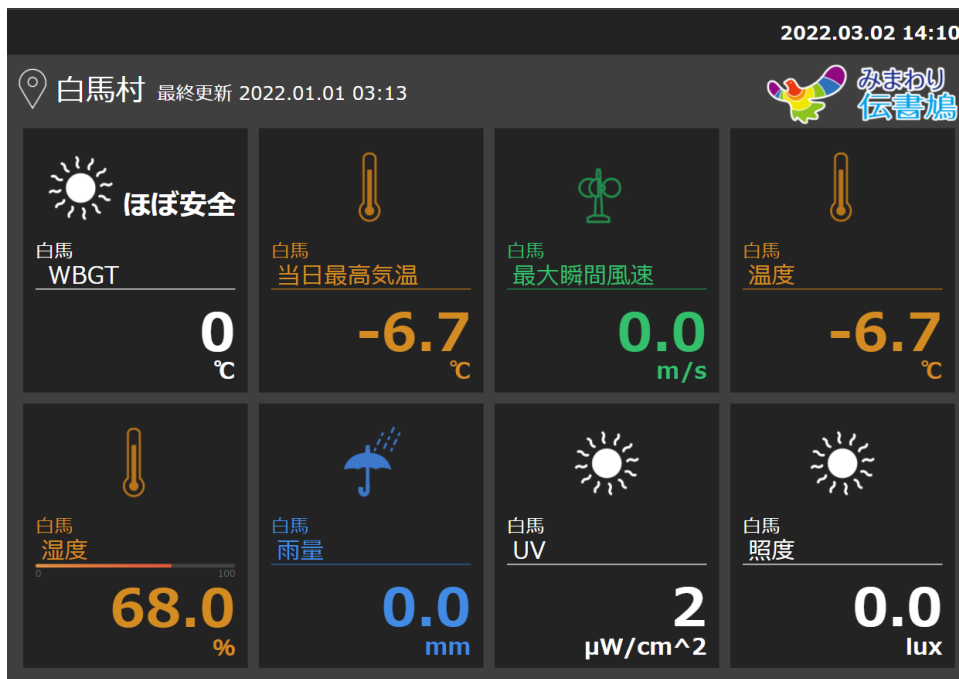 2022.03.02 14:10
白馬村 最終更新 2022.01.01 03:13
みまわり
伝書鳩
ほぼ安全
白馬
WBGT
0
℃
白馬
当日最高気温
-6.7
℃
白馬
最大瞬間風速
0.0
m/s
白馬
温度
-6.7
℃
白馬
湿度
0 100
68.0
%
白馬
雨量
0.0
mm
白馬
UV
2
μW/cm^2
白馬
照度
0.0
lux